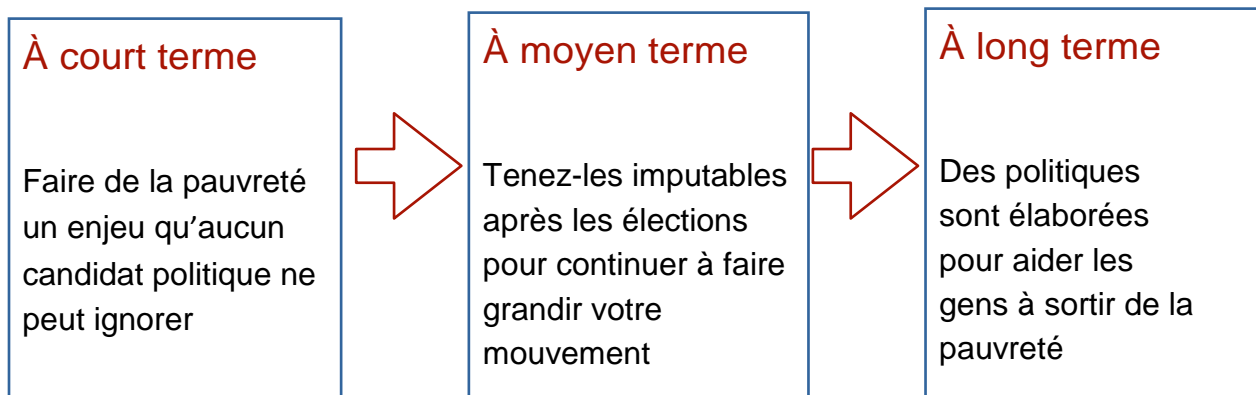 À court terme
Faire de la pauvreté
un enjeu qu’aucun
candidat politique ne
peut ignorer
À moyen terme
Tenez-les imputables
après les élections
pour continuer à faire
grandir votre
mouvement
À long terme
Des politiques
sont élaborées
pour aider les
gens à sortir de la
pauvreté